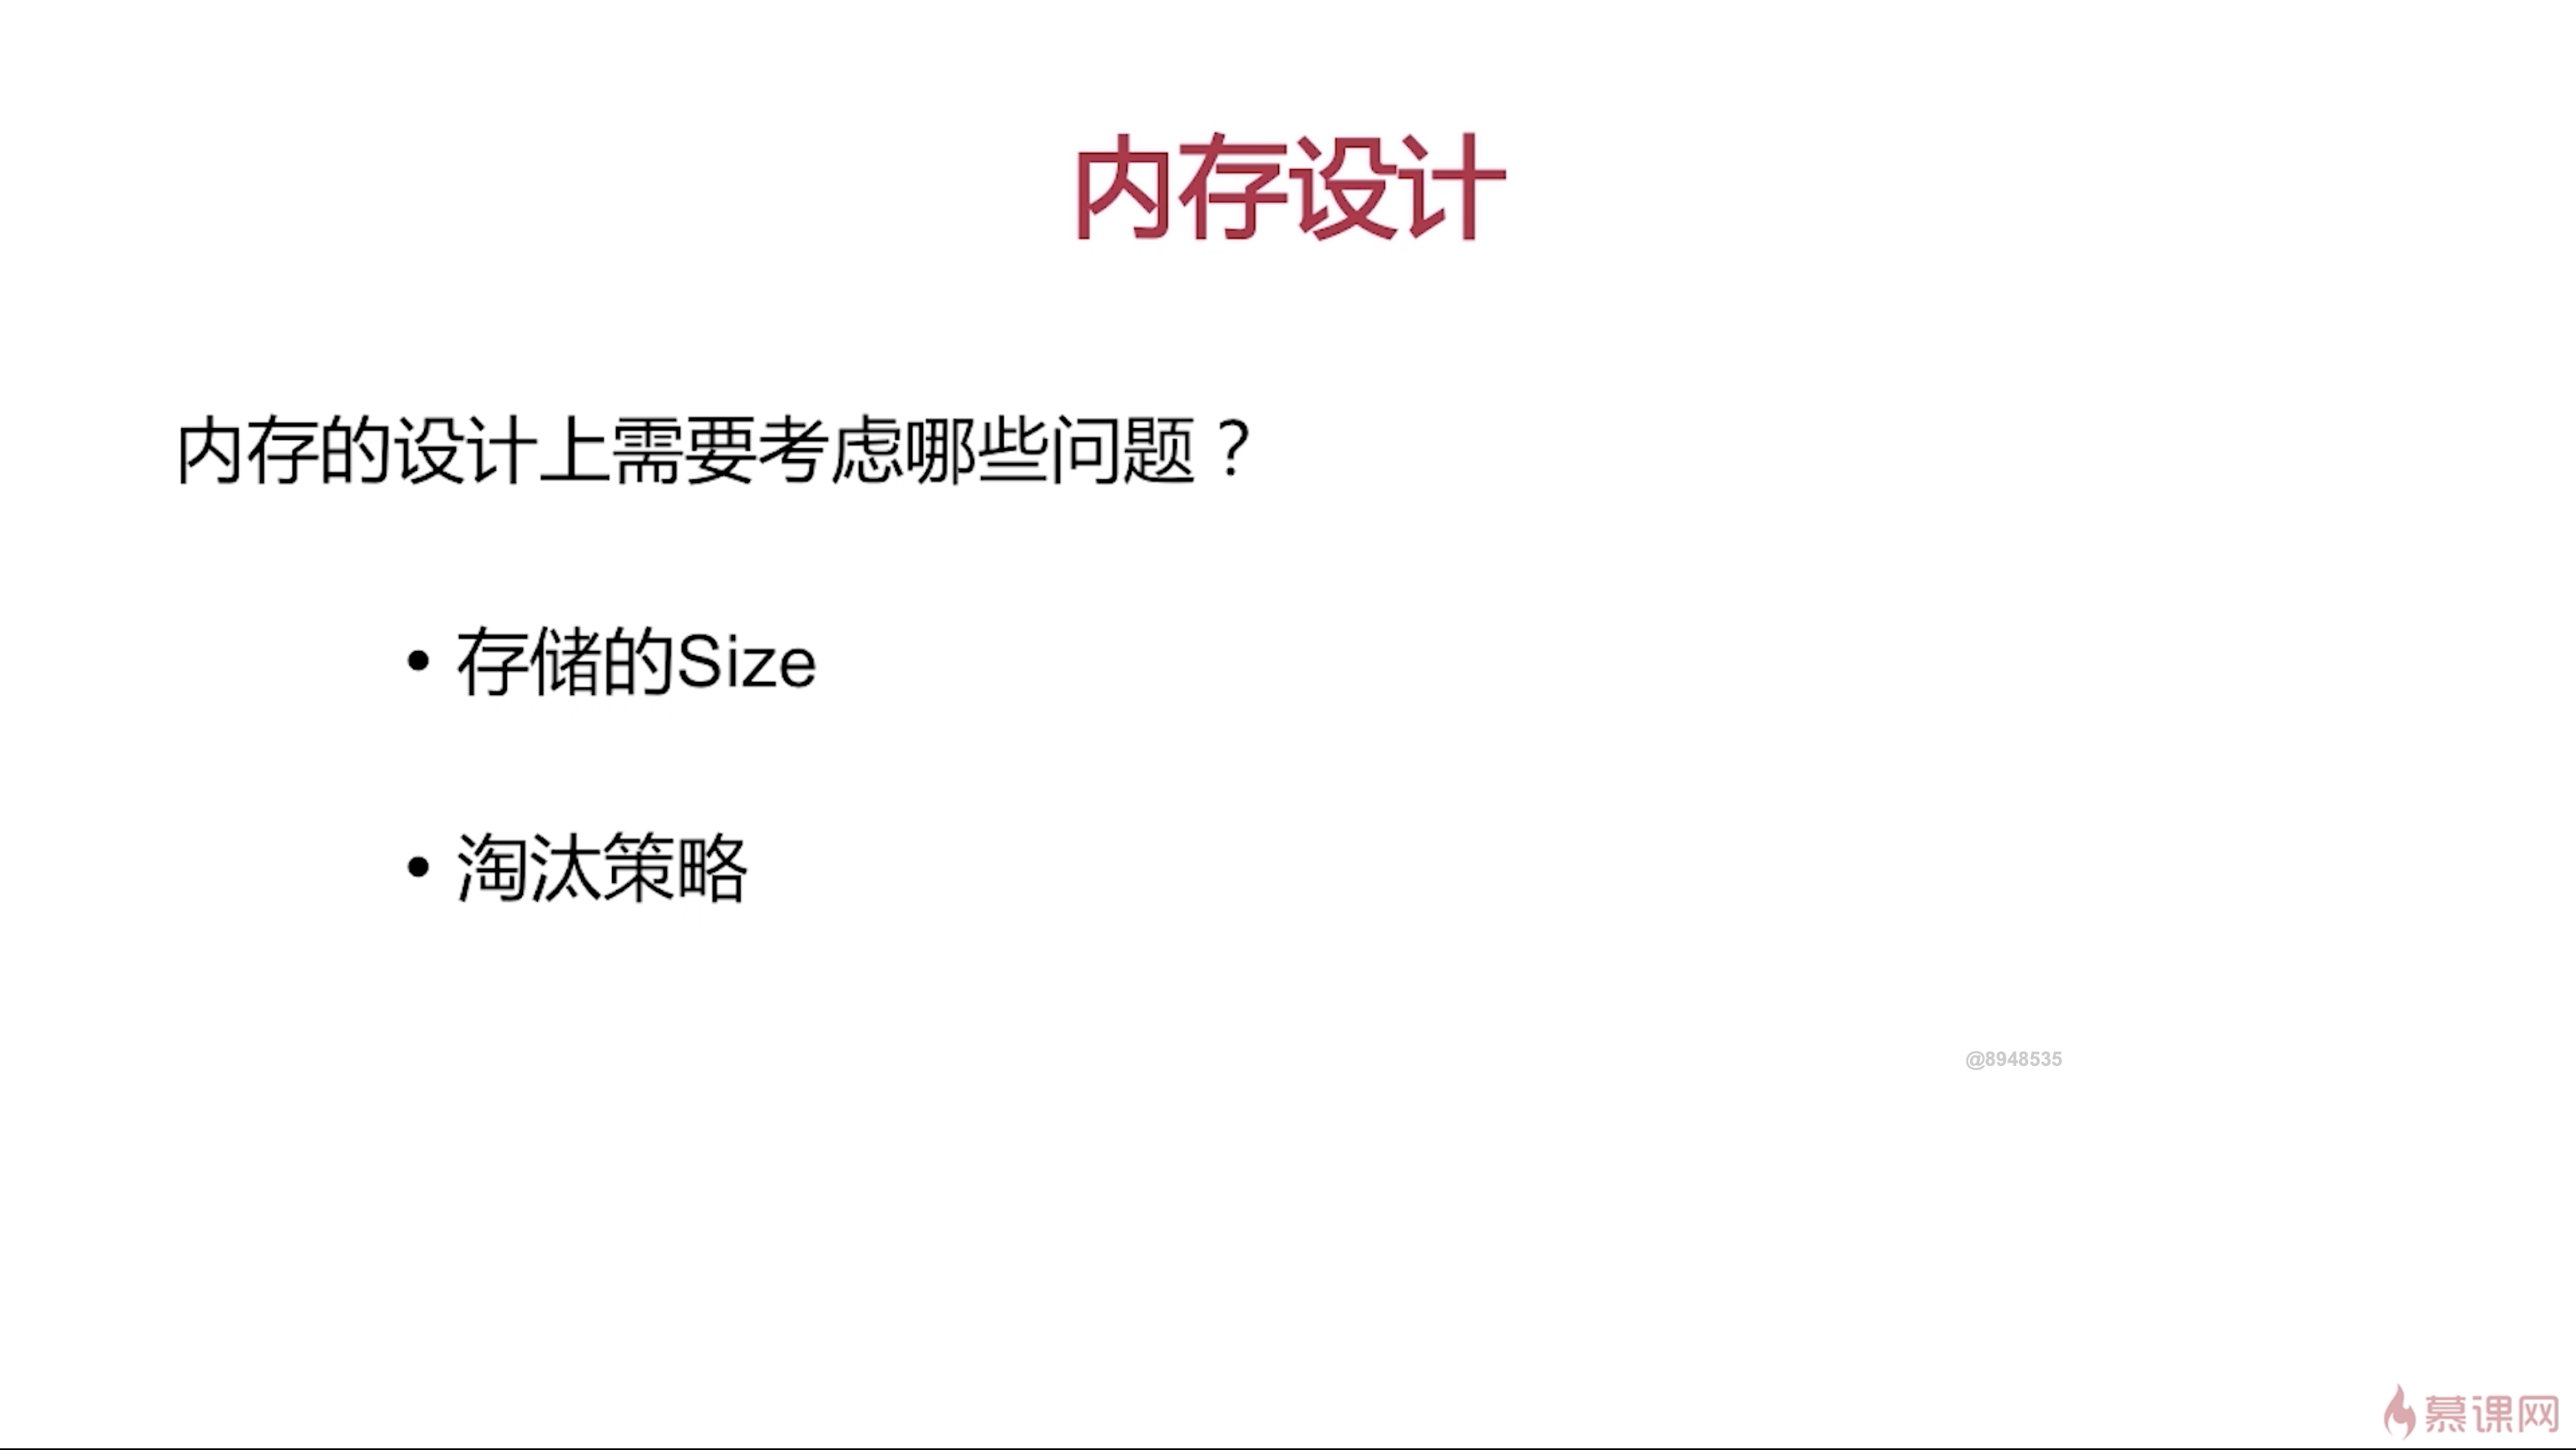 内存设计
内存的设计上需要考虑哪些问题？
• 存储的Size
• 淘汰策略
@8948535
慕课网